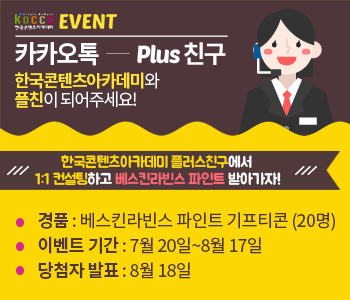 KOCCA EVENT
한국콘텐츠아카데미
카카오톡 — Plus 친구
한국콘텐츠아카데미와
플친이 되어주세요!
한국콘텐츠아카데미 플러스친구에서
1:1 컨설팅하고 베스킨라빈스 파인트 받아가자!
● 경품 : 베스킨라빈스 파인트 기프티콘 (20명)
● 이벤트 기간 : 7월 20일~8월 17일
● 당첨자 발표 : 8월 18일